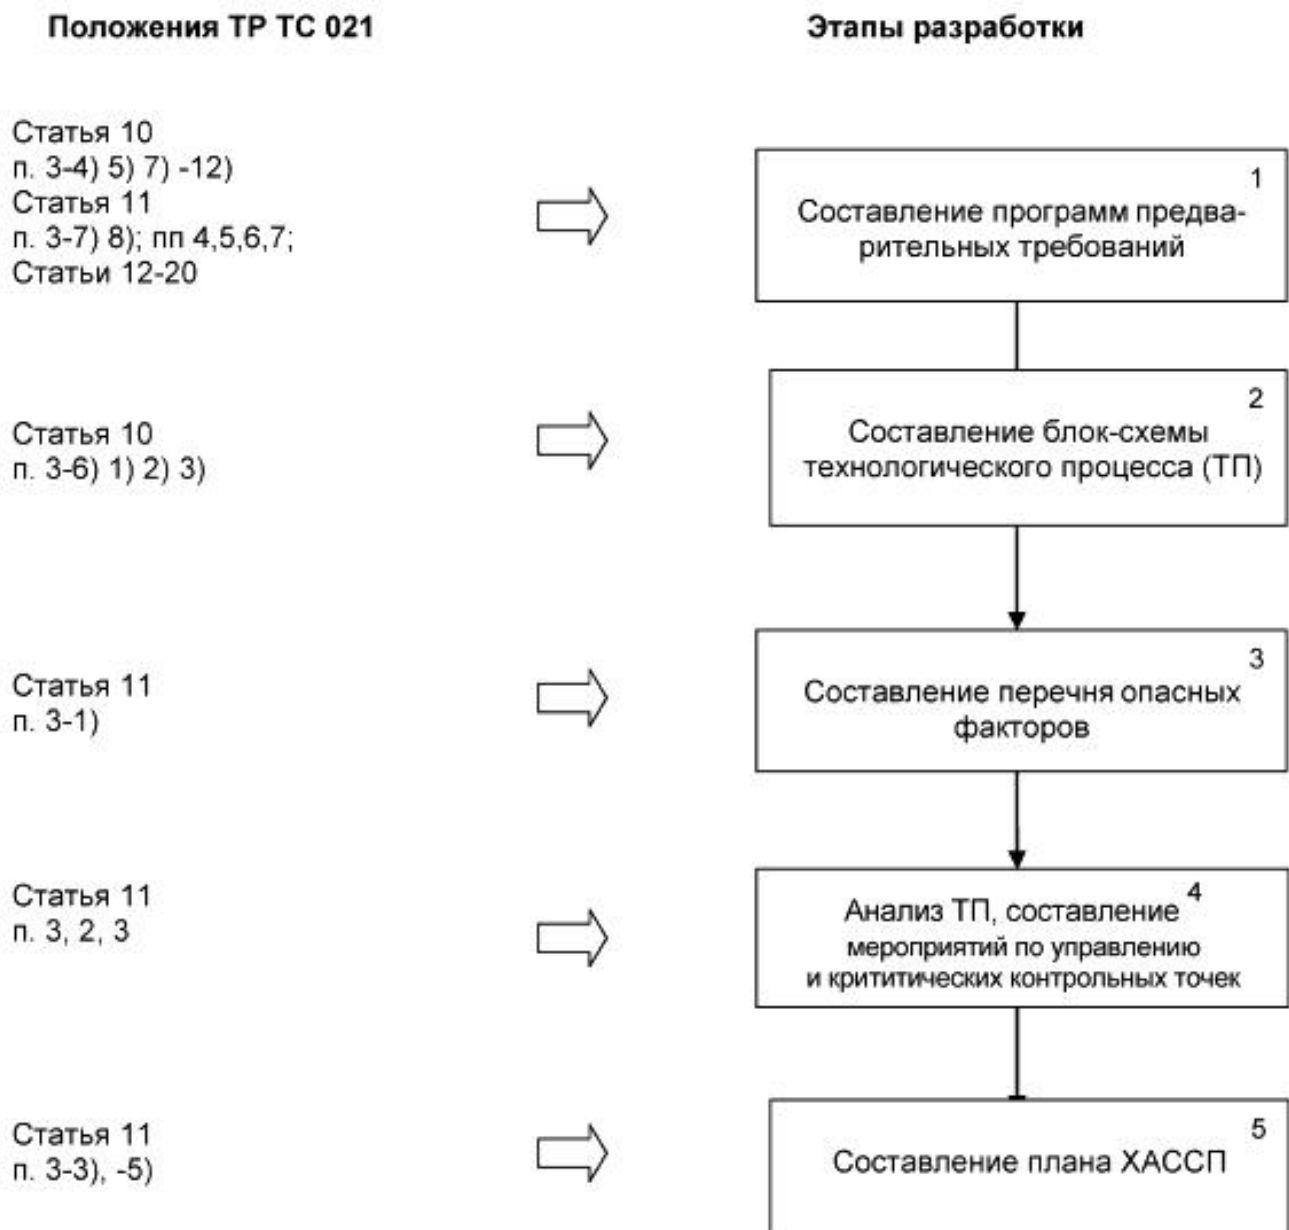 Положения ТР ТС 021
Этапы разработки
Статья 10
п. 3-4) 5) 7) -12)
Статья 11
п. 3-7) 8); пп 4,5,6,7;
Статьи 12-20
1
Составление программ предва-
рительных требований
Статья 10
п. 3-6) 1) 2) 3)
2
Составление блок-схемы
технологического процесса (ТП)
Статья 11
п. 3-1)
3
Составление перечня опасных
факторов
Статья 11
п. 3, 2, 3
4
Анализ ТП, составление
мероприятий по управлению
и крититических контрольных точек
Статья 11
п. 3-3), -5)
5
Составление плана ХАССП